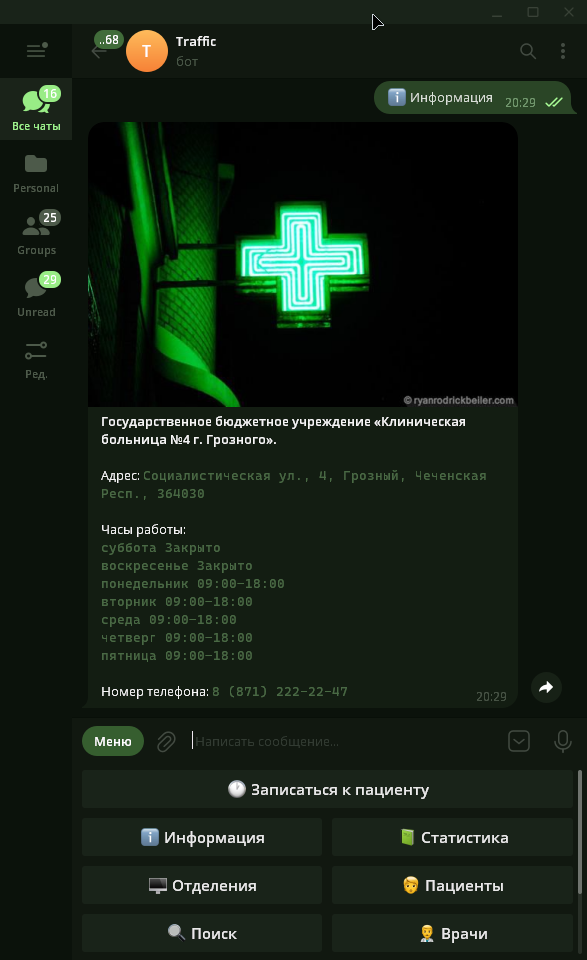 ..68
T
Traffic
бот
16
Все чаты
Personal
25
Groups
29
Unread
Ред.
ℹ️ Информация 20:29
© ryanrodrickbeiler.com
Государственное бюджетное учреждение «Клиническая
больница №4 г. Грозного».
Адрес: Социалистическая ул., 4, Грозный, Чеченская
Респ., 364030
Часы работы:
суббота Закрыто
воскресенье Закрыто
понедельник 09:00–18:00
вторник 09:00–18:00
среда 09:00–18:00
четверг 09:00–18:00
пятница 09:00–18:00
Номер телефона: 8 (871) 222-22-47
20:29
Меню
Написать сообщение...
Записаться к пациенту
ℹ️ Информация
Статистика
Отделения
Пациенты
Поиск
Врачи